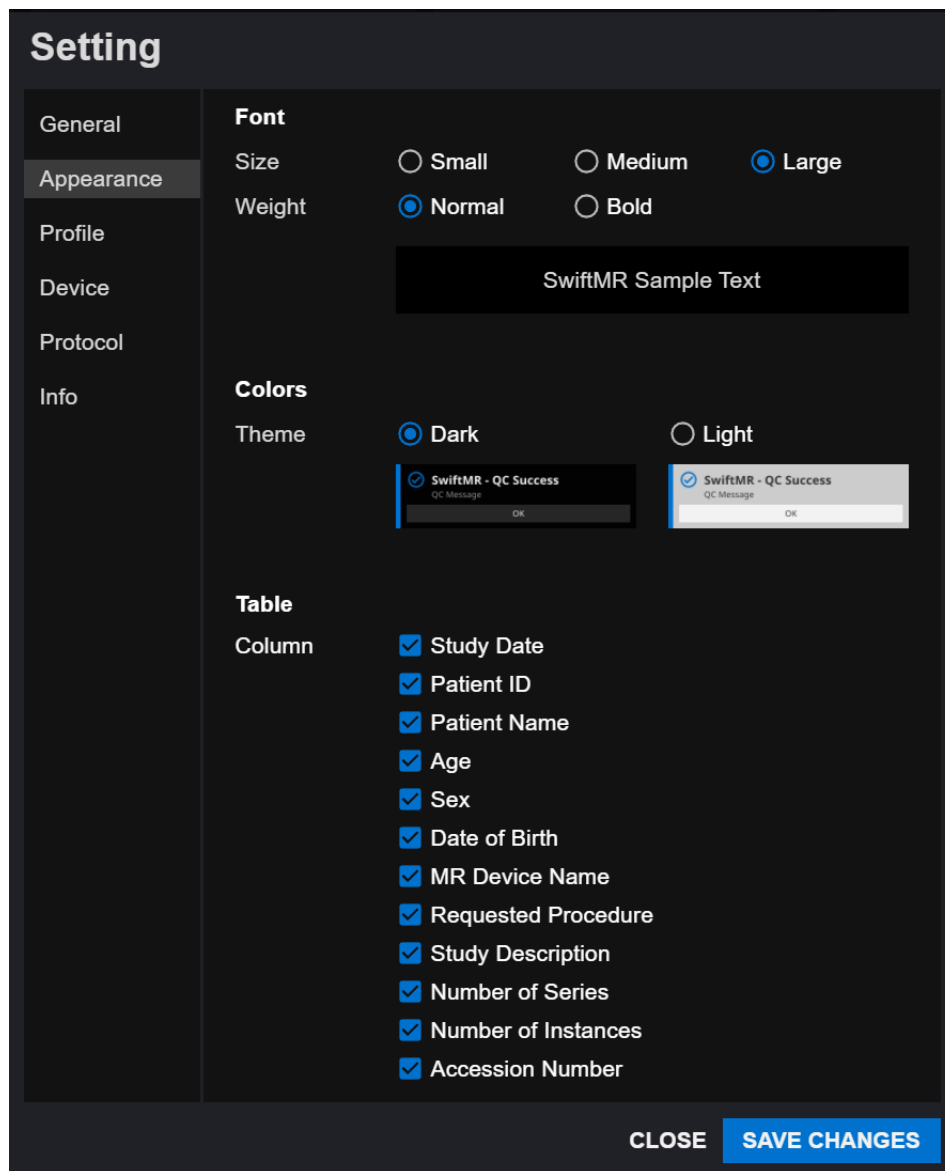 Setting
General
Appearance
Profile
Device
Protocol
Info
Font
Size Small Medium Large
Weight Normal Bold
SwiftMR Sample Text
Colors
Theme Dark Light
SwiftMR - QC Success
QC Message
OK
SwiftMR - QC Success
QC Message
OK
Table
Column Study Date
Patient ID
Patient Name
Age
Sex
Date of Birth
MR Device Name
Requested Procedure
Study Description
Number of Series
Number of Instances
Accession Number
CLOSE SAVE CHANGES